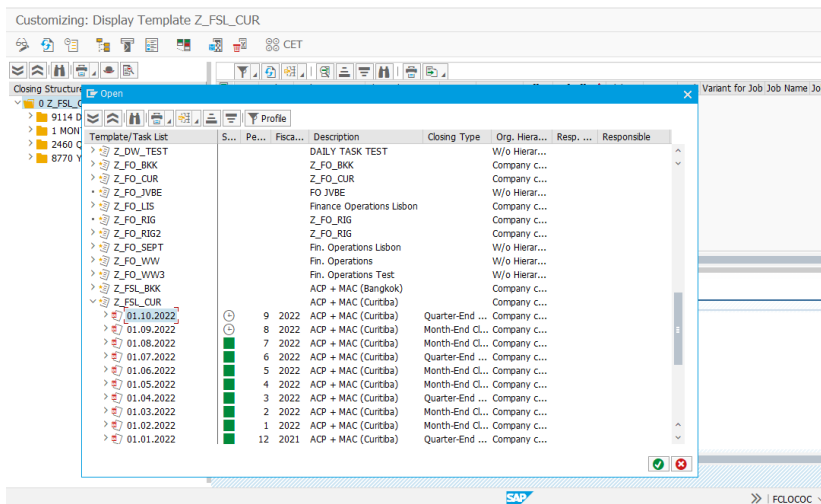 Customizing: Display Template Z_FSL_CUR
CET
Closing Structure
Variant for Job Job Name Jo
0 Z_FSL_C
9114 D
1 MON
2460 Q
8770 Y
Open
Profile
Template/Task List S... Pe... Fisca... Description Closing Type Org. Hiera... Resp. ... Responsible
Z_DW_TEST DAILY TASK TEST W/o Hierar...
Z_FO_BKK Z_FO_BKK Company c...
Z_FO_CUR Z_FO_CUR Company c...
Z_FO_JVBE FO JVBE W/o Hierar...
Z_FO_LIS Finance Operations Lisbon Company c...
Z_FO_RIG Z_FO_RIG Company c...
Z_FO_RIG2 Z_FO_RIG Company c...
Z_FO_SEPT Fin. Operations Lisbon W/o Hierar...
Z_FO_WW Fin. Operations W/o Hierar...
Z_FO_WW3 Fin. Operations Test W/o Hierar...
Z_FSL_BKK ACP + MAC (Bangkok) Company c...
Z_FSL_CUR ACP + MAC (Curitiba) Company c...
01.10.2022 9 2022 ACP + MAC (Curitiba) Quarter-End ... Company c...
01.09.2022 8 2022 ACP + MAC (Curitiba) Month-End Cl... Company c...
01.08.2022 7 2022 ACP + MAC (Curitiba) Month-End Cl... Company c...
01.07.2022 6 2022 ACP + MAC (Curitiba) Quarter-End ... Company c...
01.06.2022 5 2022 ACP + MAC (Curitiba) Month-End Cl... Company c...
01.05.2022 4 2022 ACP + MAC (Curitiba) Month-End Cl... Company c...
01.04.2022 3 2022 ACP + MAC (Curitiba) Quarter-End ... Company c...
01.03.2022 2 2022 ACP + MAC (Curitiba) Month-End Cl... Company c...
01.02.2022 1 2022 ACP + MAC (Curitiba) Month-End Cl... Company c...
01.01.2022 12 2021 ACP + MAC (Curitiba) Quarter-End ... Company c...
SAP
FCLOCOC